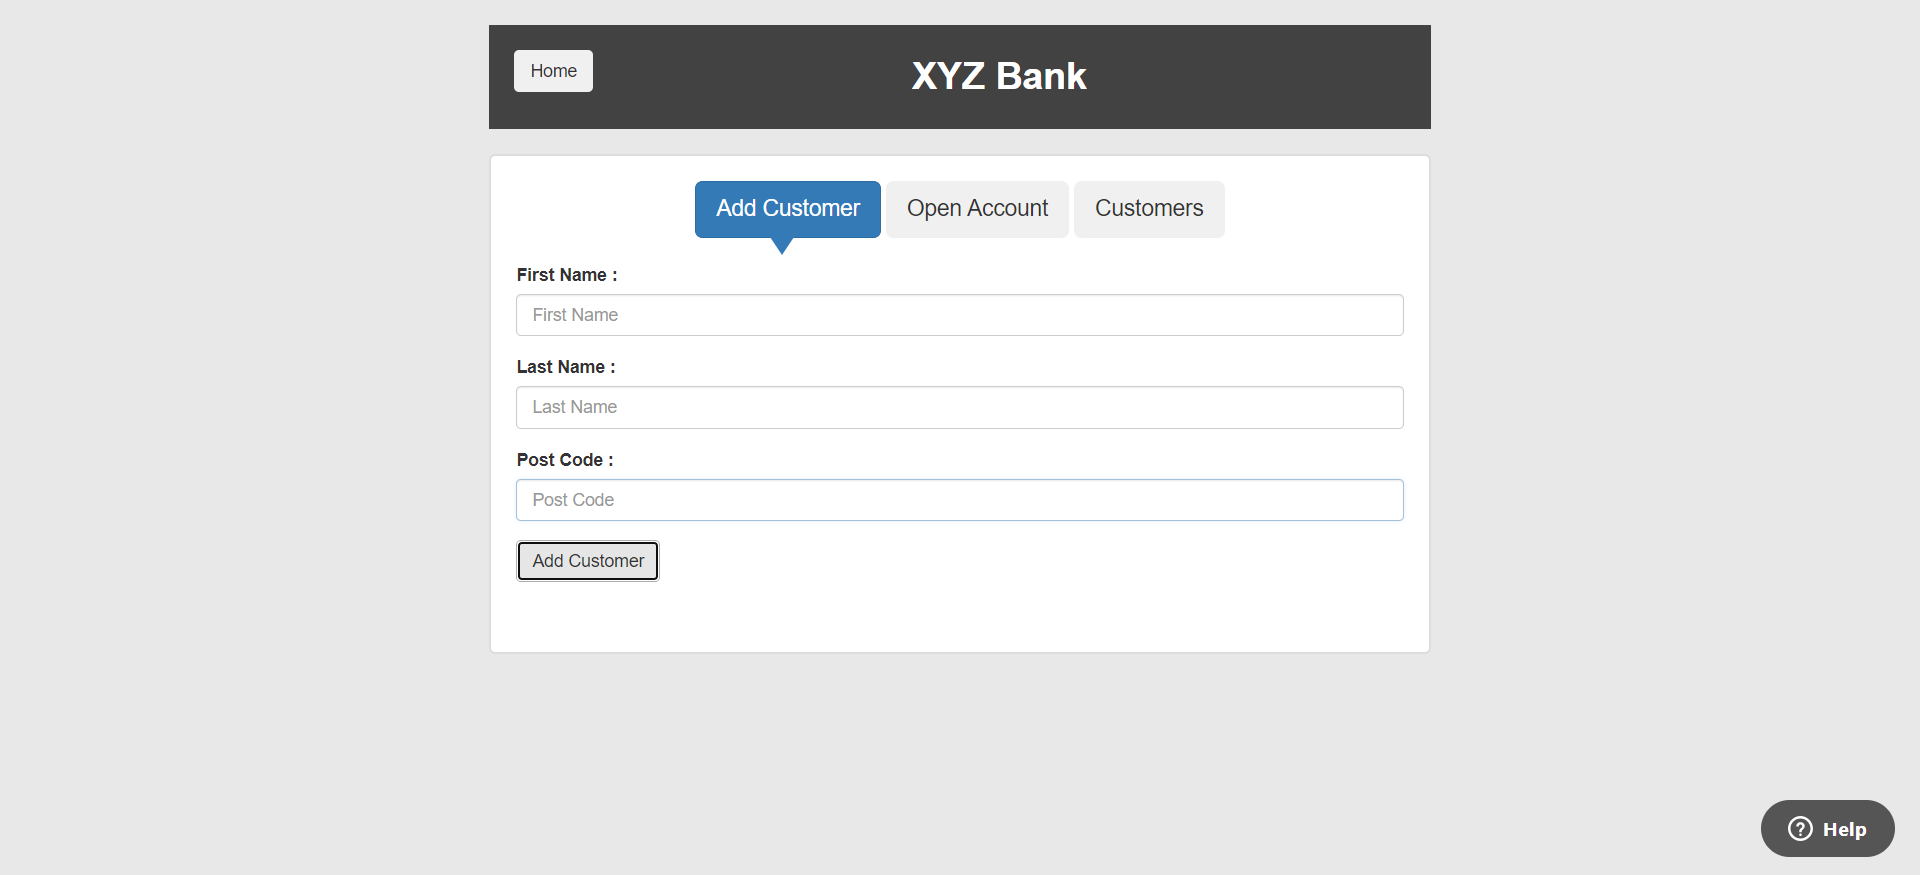 Home
XYZ Bank
Add Customer
Open Account
Customers
First Name :
First Name
Last Name :
Last Name
Post Code :
Post Code
Add Customer
Help